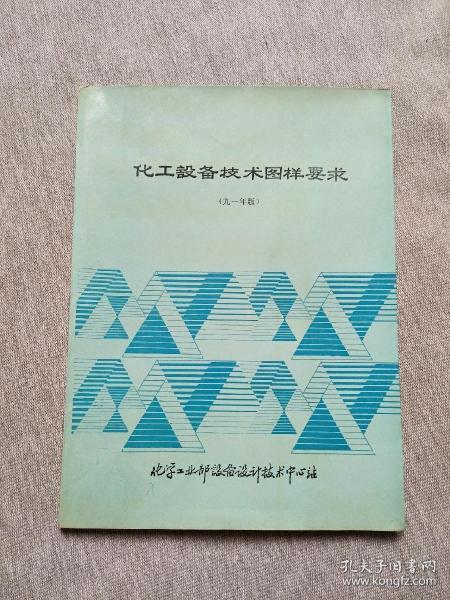 化工設备技术图样要求
(九一年版)
化学工业部設备设计技术中心站
孔夫子旧书网
www.kongfz.com